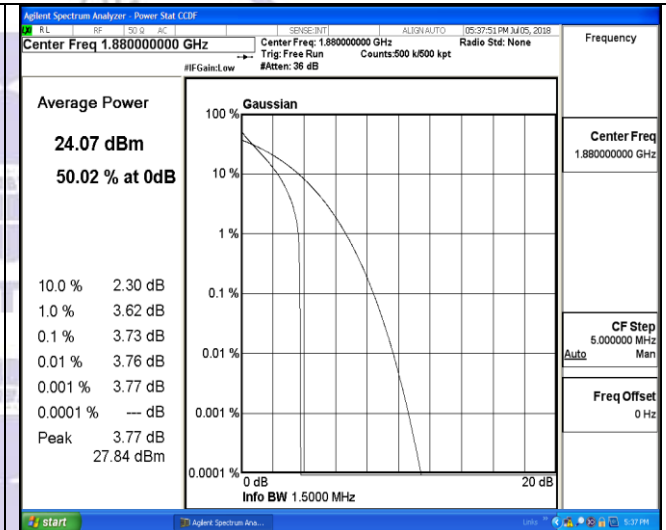 Agilent Spectrum Analyzer - Power Stat CCDF
RL RF 50 Ω AC SENSE:INT ALIGN AUTO 05:37:51 PM Jul 05, 2018
Center Freq 1.880000000 GHz
Center Freq: 1.880000000 GHz Radio Std: None
Trig: Free Run Counts:500 k/500 kpt
#IFGain:Low #Atten: 36 dB
Frequency
Average Power
24.07 dBm
50.02 % at 0dB
10.0 % 2.30 dB
1.0 % 3.62 dB
0.1 % 3.73 dB
0.01 % 3.76 dB
0.001 % 3.77 dB
0.0001 % --- dB
Peak 3.77 dB
27.84 dBm
Gaussian
100 %
10 %
1 %
0.1 %
0.01 %
0.001 %
0.0001 %
0 dB 20 dB
Info BW 1.5000 MHz
Center Freq
1.880000000 GHz
CF Step
5.000000 MHz
Auto Man
Freq Offset
0 Hz
start Agilent Spectrum Ana... Links » 5:37 PM